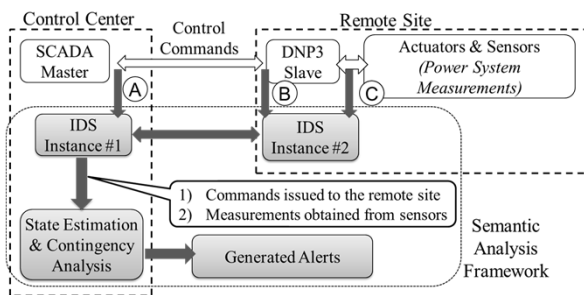 Control Center
Remote Site
SCADA
Master
Control
Commands
DNP3
Slave
Actuators & Sensors
(Power System
Measurements)
A
B
C
IDS
Instance #1
IDS
Instance #2
1) Commands issued to the remote site
2) Measurements obtained from sensors
State Estimation
& Contingency
Analysis
Generated Alerts
Semantic
Analysis
Framework